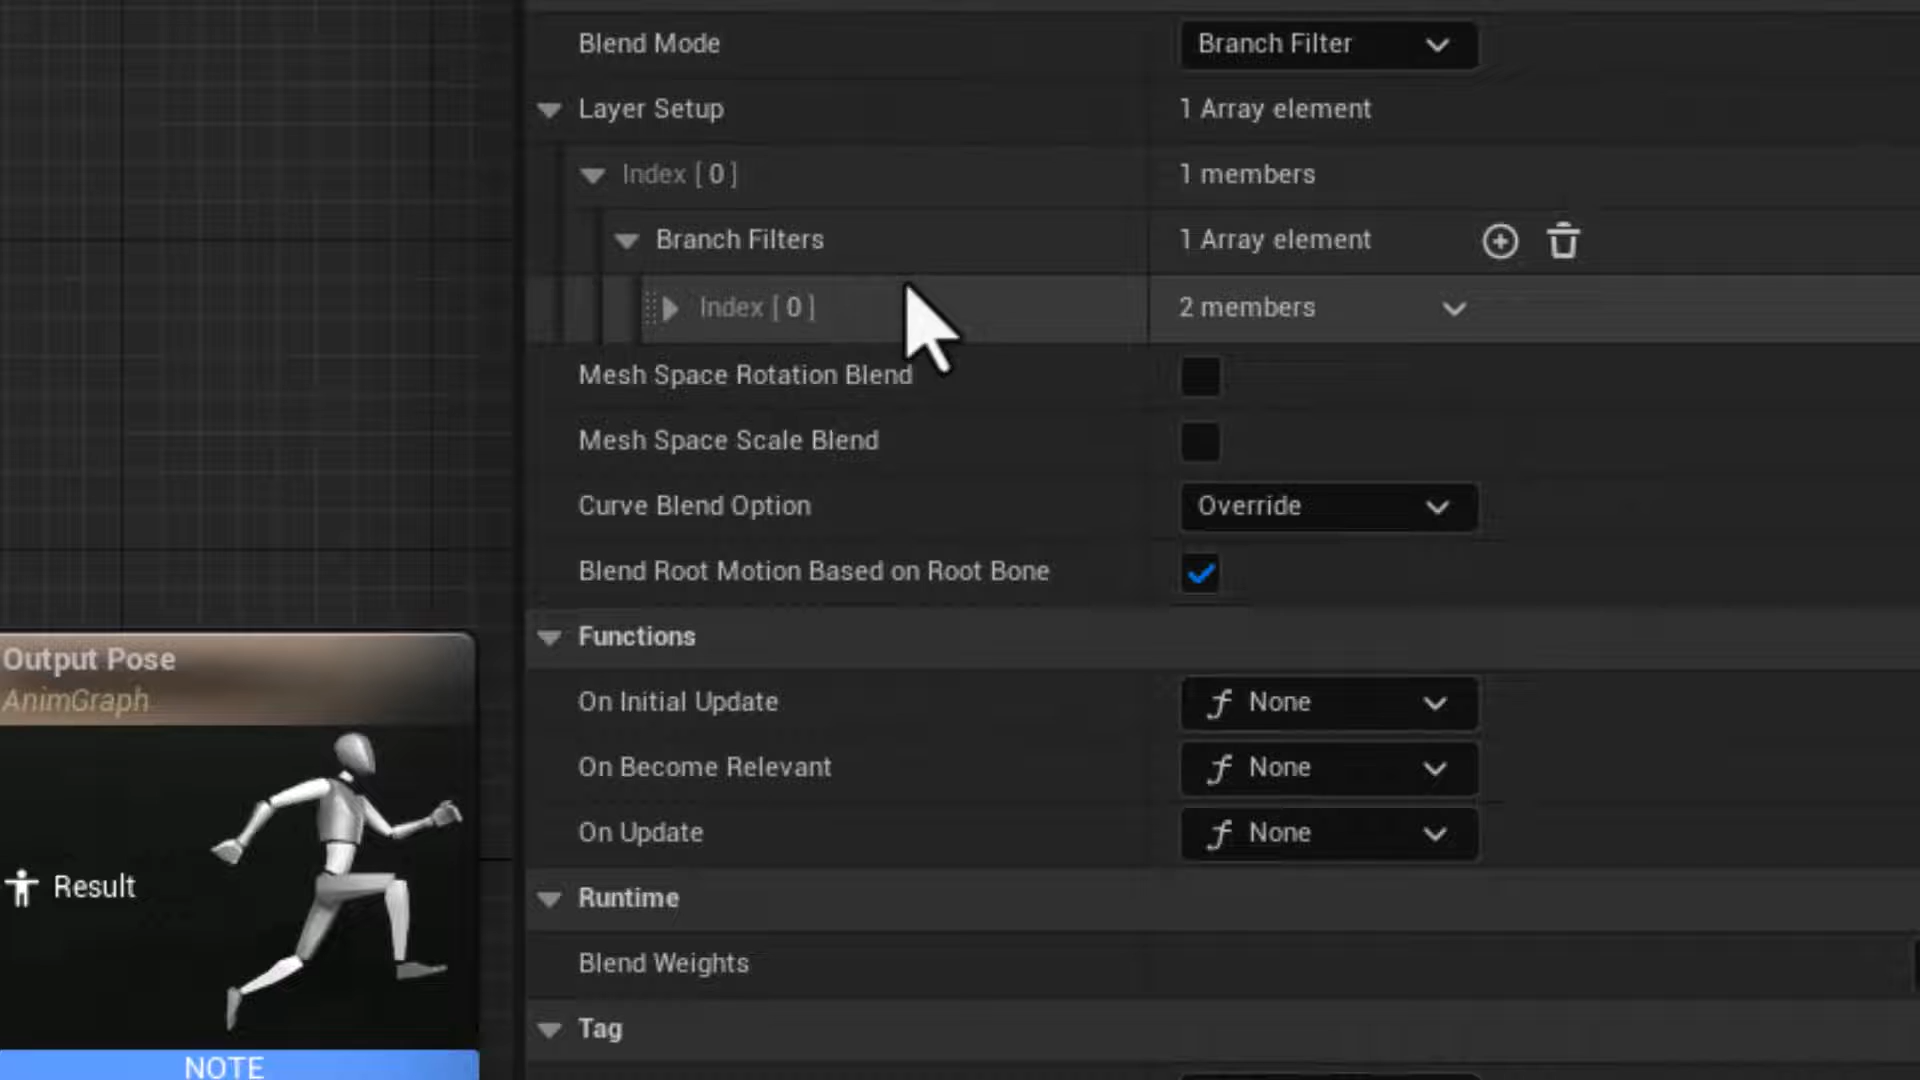 Blend Mode
Branch Filter
Layer Setup
1 Array element
Index [ 0 ]
1 members
Branch Filters
1 Array element
Index [ 0 ]
2 members
Mesh Space Rotation Blend
Mesh Space Scale Blend
Curve Blend Option
Override
Blend Root Motion Based on Root Bone
Functions
On Initial Update
f None
On Become Relevant
f None
On Update
f None
Runtime
Blend Weights
Tag
Output Pose
AnimGraph
Result
NOTE